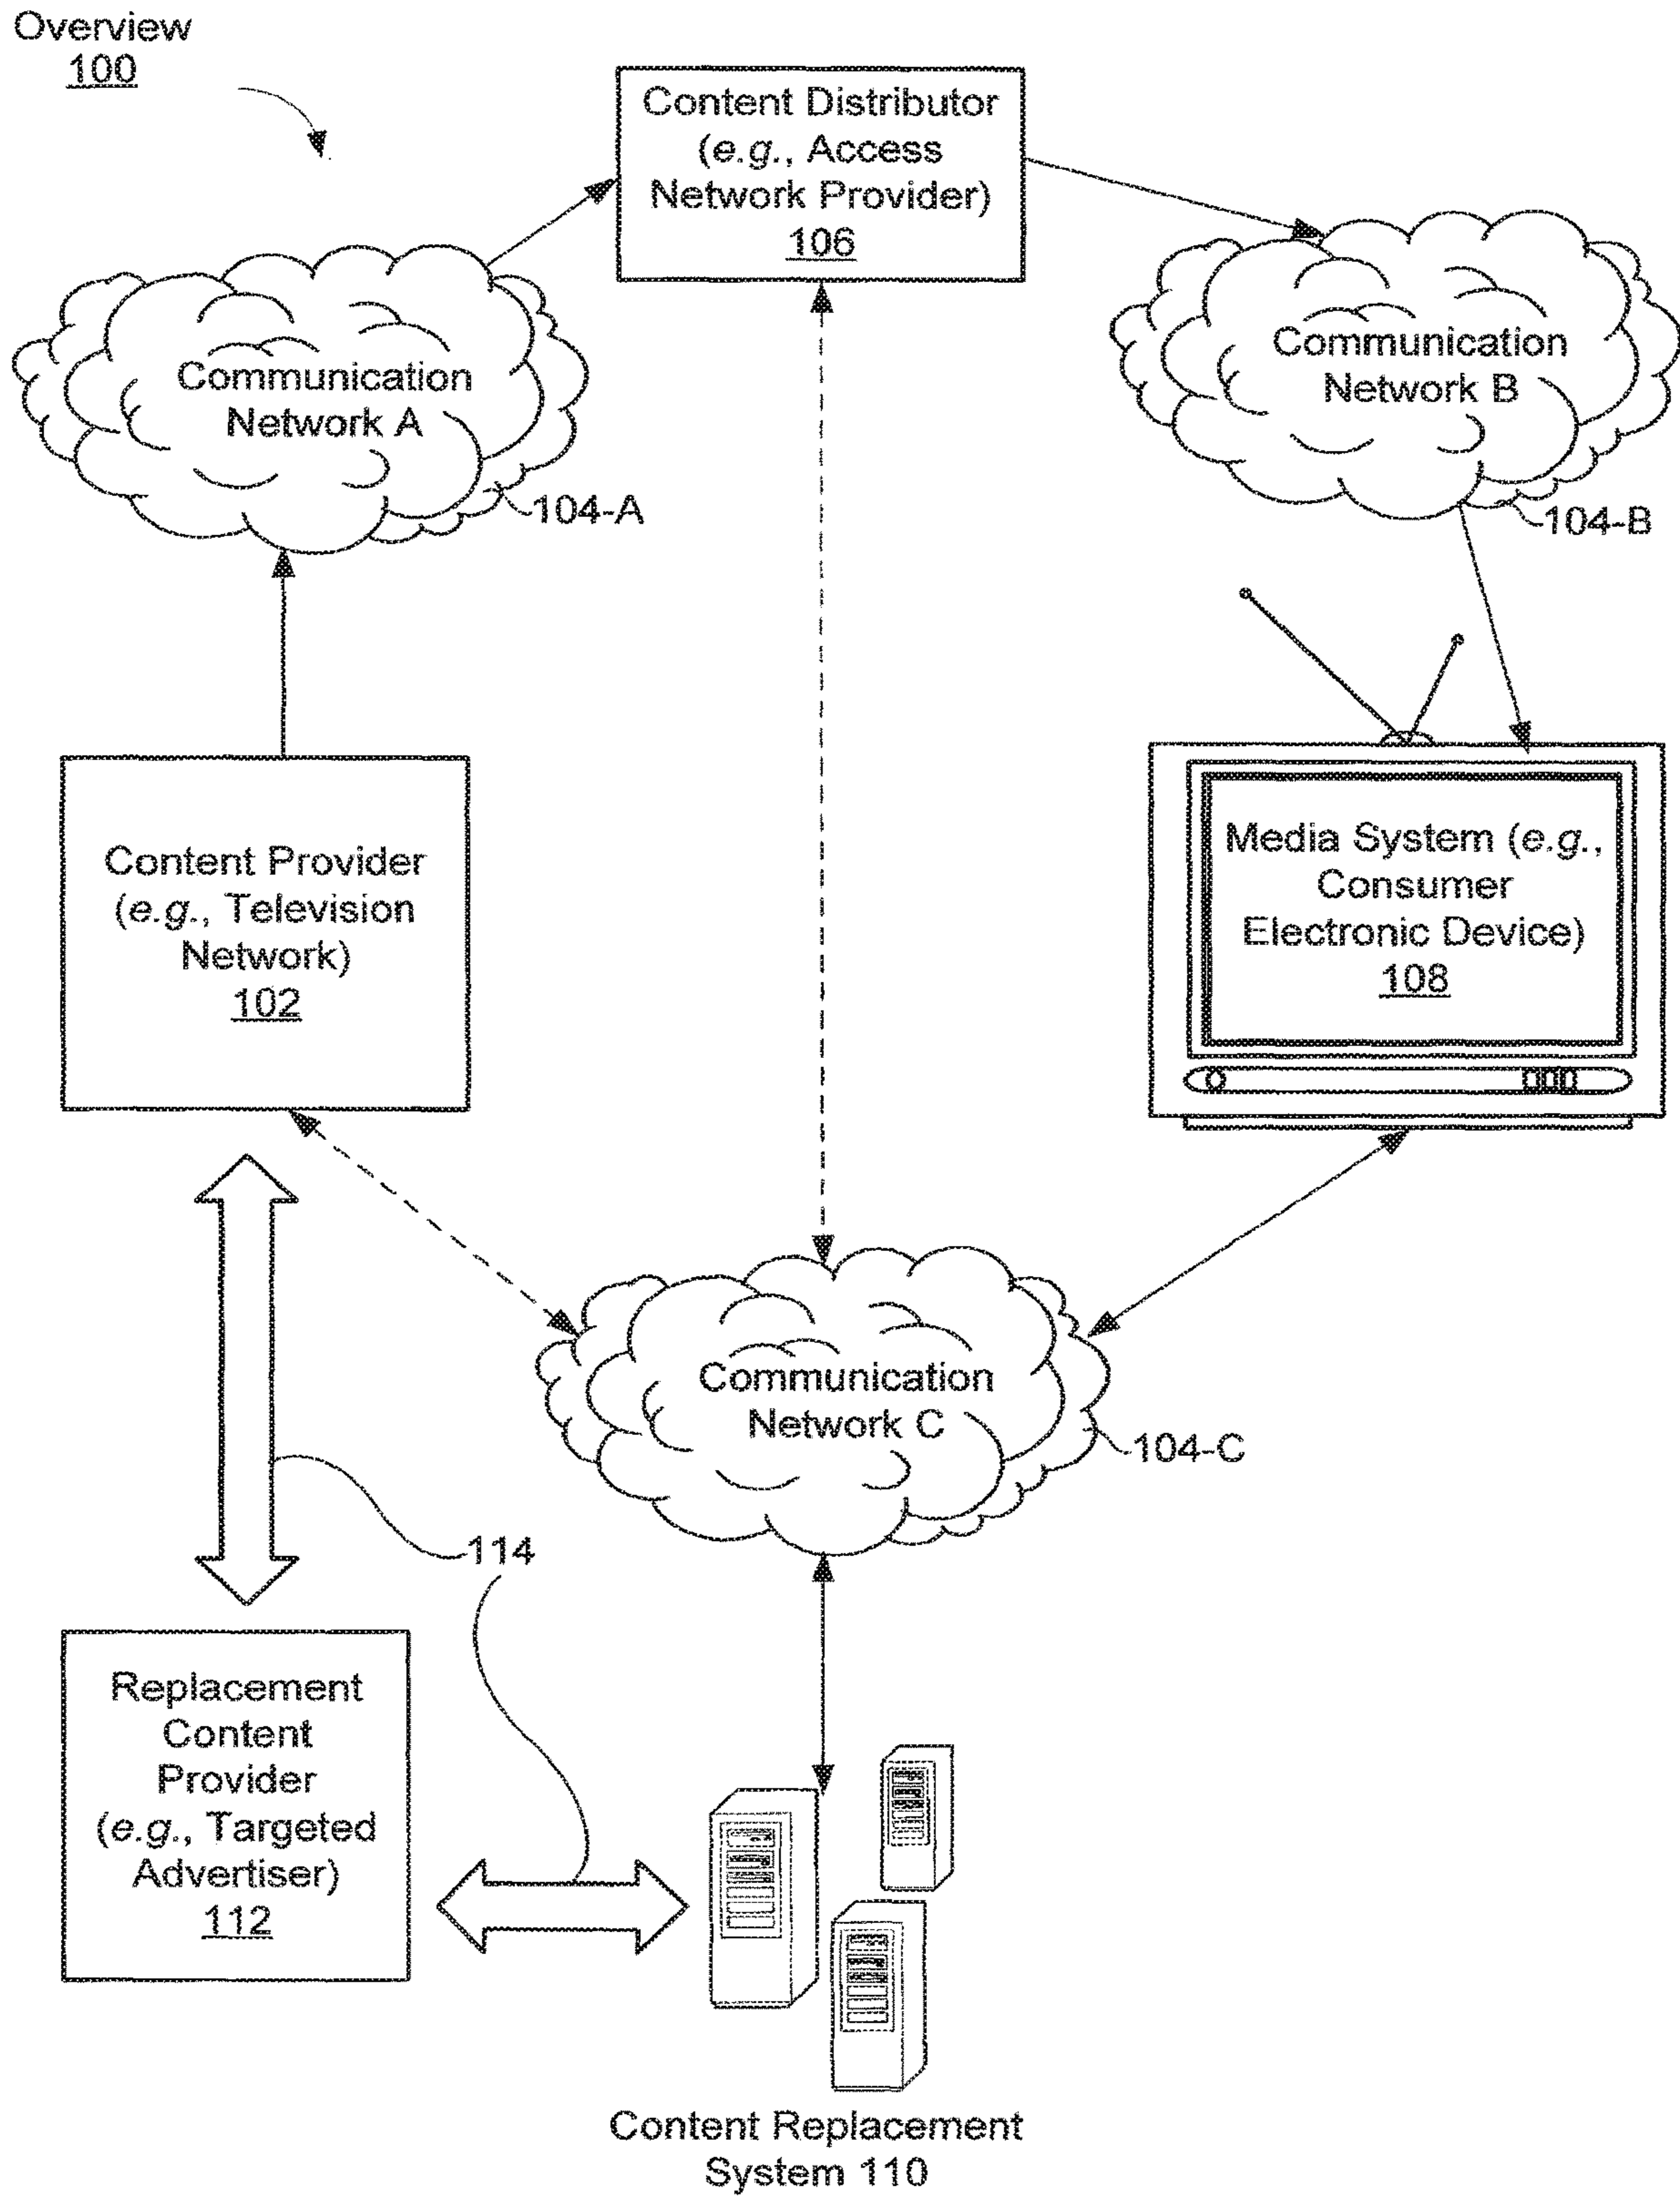 Overview
100
Content Distributor
(e.g., Access
Network Provider)
106
Communication
Network A
104-A
Communication
Network B
104-B
Content Provider
(e.g., Television
Network)
102
Media System (e.g.,
Consumer
Electronic Device)
108
Communication
Network C
104-C
114
Replacement
Content
Provider
(e.g., Targeted
Advertiser)
112
Content Replacement
System 110